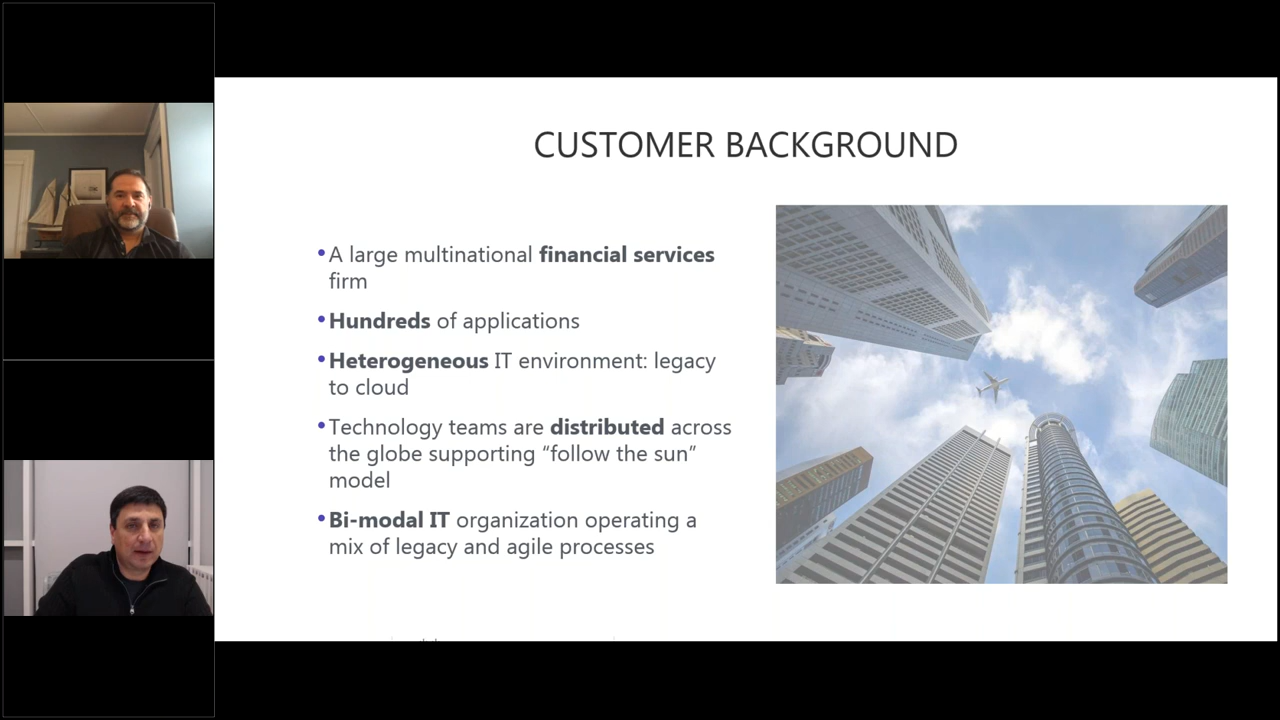 CUSTOMER BACKGROUND
•A large multinational financial services
firm
•Hundreds of applications
•Heterogeneous IT environment: legacy
to cloud
•Technology teams are distributed across
the globe supporting “follow the sun”
model
•Bi-modal IT organization operating a
mix of legacy and agile processes